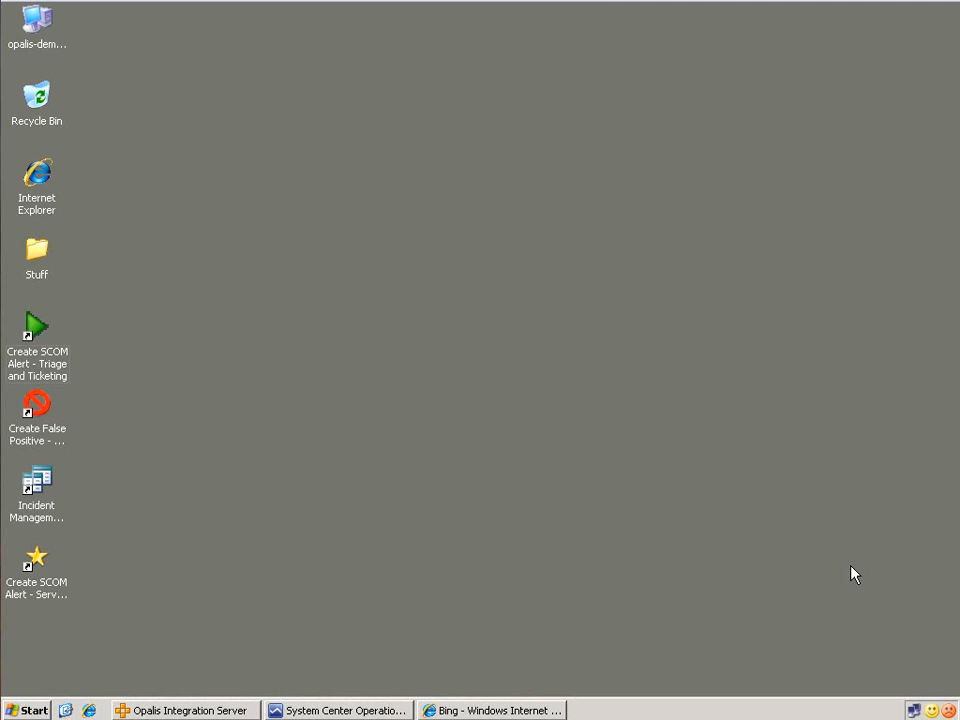 opalis-dem...
Recycle Bin
Internet
Explorer
Stuff
Create SCOM
Alert - Triage
and Ticketing
Create False
Positive - ...
Incident
Managem...
Create SCOM
Alert - Serv...
Start
Opalis Integration Server
System Center Operatio...
Bing - Windows Internet ...